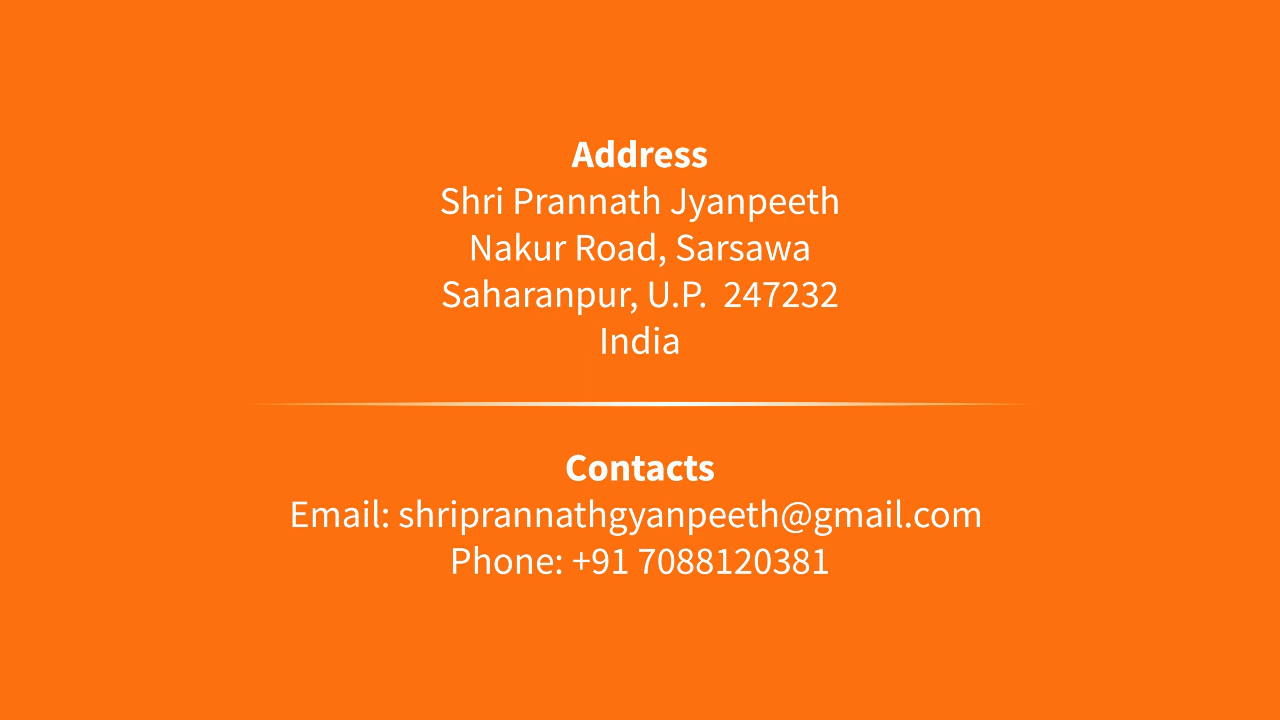 Address
Shri Prannath Jyanpeeth
Nakur Road, Sarsawa
Saharanpur, U.P.  247232
India
Contacts
Email: shriprannathgyanpeeth@gmail.com
Phone: +91 7088120381